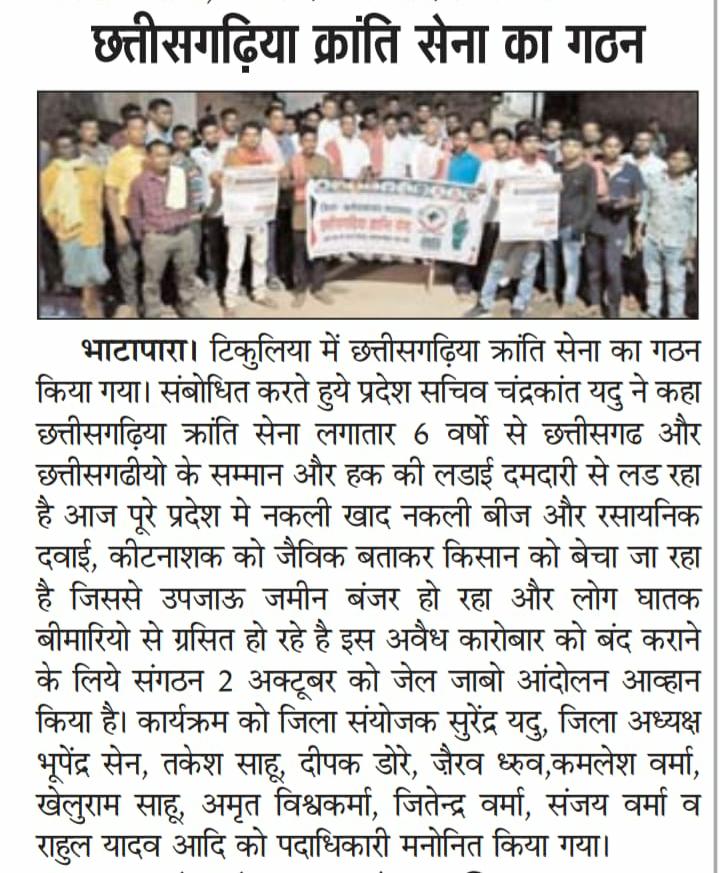 छत्तीसगढ़िया क्रांति सेना का गठन
छत्तीसगढ़िया क्रांति सेना
भाटापारा। टिकुलिया में छत्तीसगढ़िया क्रांति सेना का गठन
किया गया। संबोधित करते हुये प्रदेश सचिव चंद्रकांत यदु ने कहा
छत्तीसगढ़िया क्रांति सेना लगातार 6 वर्षो से छत्तीसगढ और
छत्तीसगढीयो के सम्मान और हक की लडाई दमदारी से लड रहा
है आज पूरे प्रदेश मे नकली खाद नकली बीज और रसायनिक
दवाई, कीटनाशक को जैविक बताकर किसान को बेचा जा रहा
है जिससे उपजाऊ जमीन बंजर हो रहा और लोग घातक
बीमारियो से ग्रसित हो रहे है इस अवैध कारोबार को बंद कराने
के लिये संगठन 2 अक्टूबर को जेल जाबो आंदोलन आव्हान
किया है। कार्यक्रम को जिला संयोजक सुरेंद्र यदु, जिला अध्यक्ष
भूपेंद्र सेन, तकेश साहू, दीपक डोरे, ज़ैरव ध्रुव,कमलेश वर्मा,
खेलुराम साहू, अमृत विश्वकर्मा, जितेन्द्र वर्मा, संजय वर्मा व
राहुल यादव आदि को पदाधिकारी मनोनित किया गया।